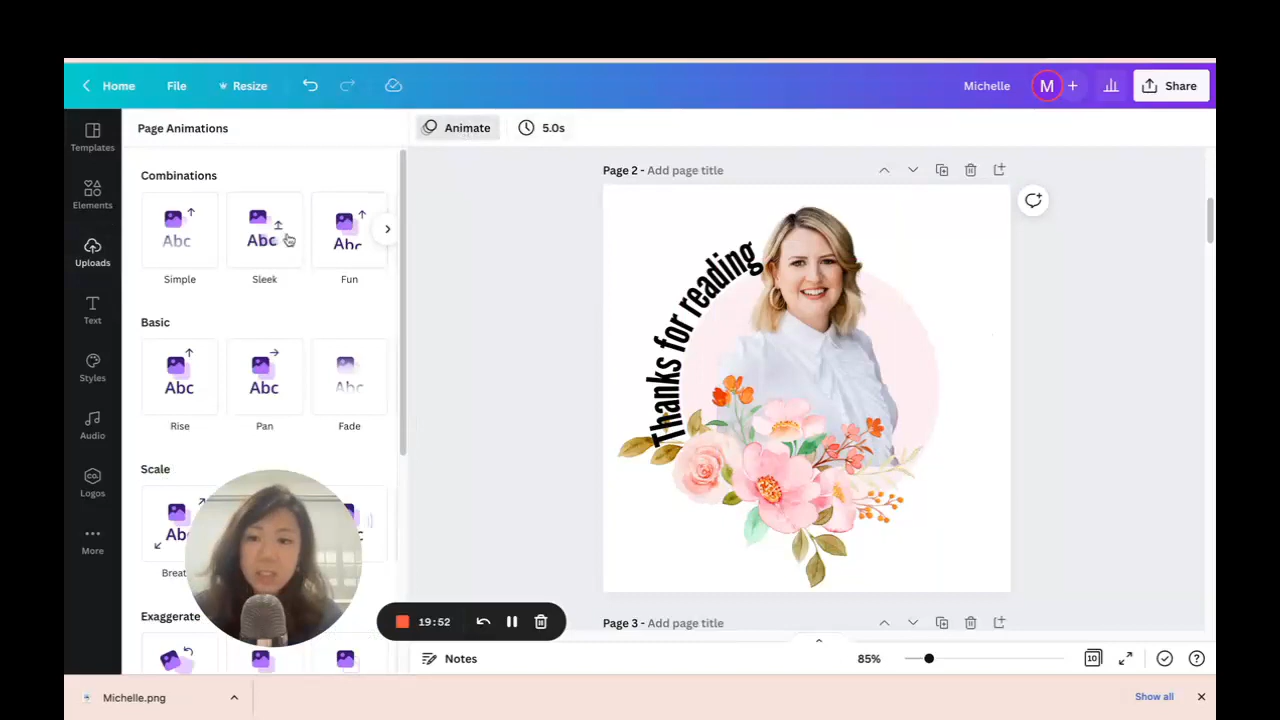 Home File Resize Michelle M + Share
Templates
Elements
Uploads
Text
Styles
Audio
Logos
More
Page Animations
Combinations
Abc Abc Abc
Simple Sleek Fun
Basic
Abc Abc Abc
Rise Pan Fade
Scale
Exaggerate
Animate 5.0s
Page 2 - Add page title
Thanks for reading
Page 3 - Add page title
19:52
Notes 85% 10 ?
Michelle.png Show all
co.